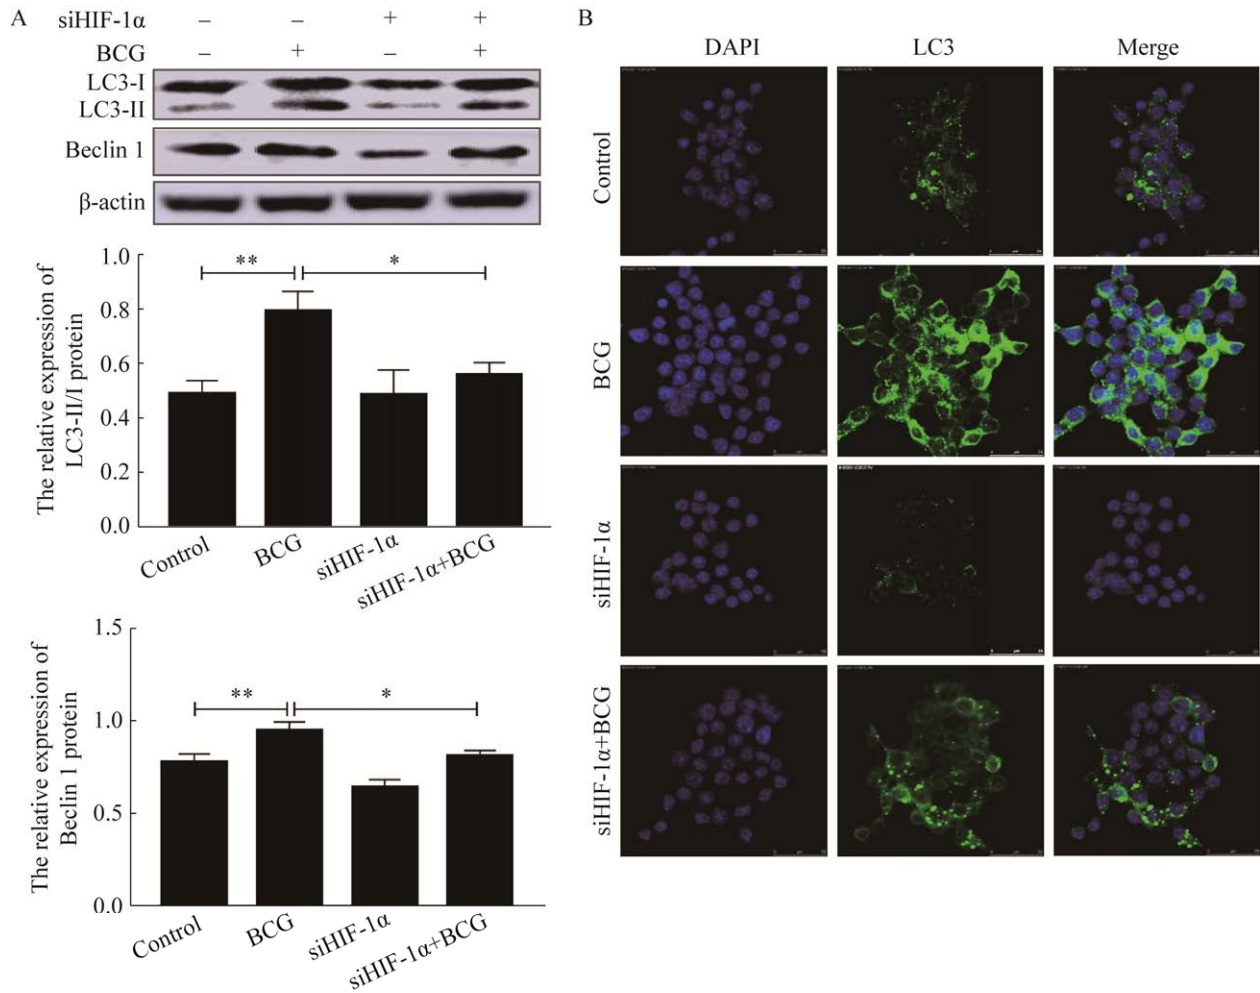 A
siHIF-1α – – + +
BCG – + – +
LC3-I
LC3-II
Beclin 1
β-actin
The relative expression of
LC3-II/I protein
1.0
0.8
0.6
0.4
0.2
0.0
**
*
Control
BCG
siHIF-1α
siHIF-1α+BCG
The relative expression of
Beclin 1 protein
1.5
1.0
0.5
0.0
**
*
Control
BCG
siHIF-1α
siHIF-1α+BCG
B
DAPI LC3 Merge
Control
BCG
siHIF-1α
siHIF-1α+BCG